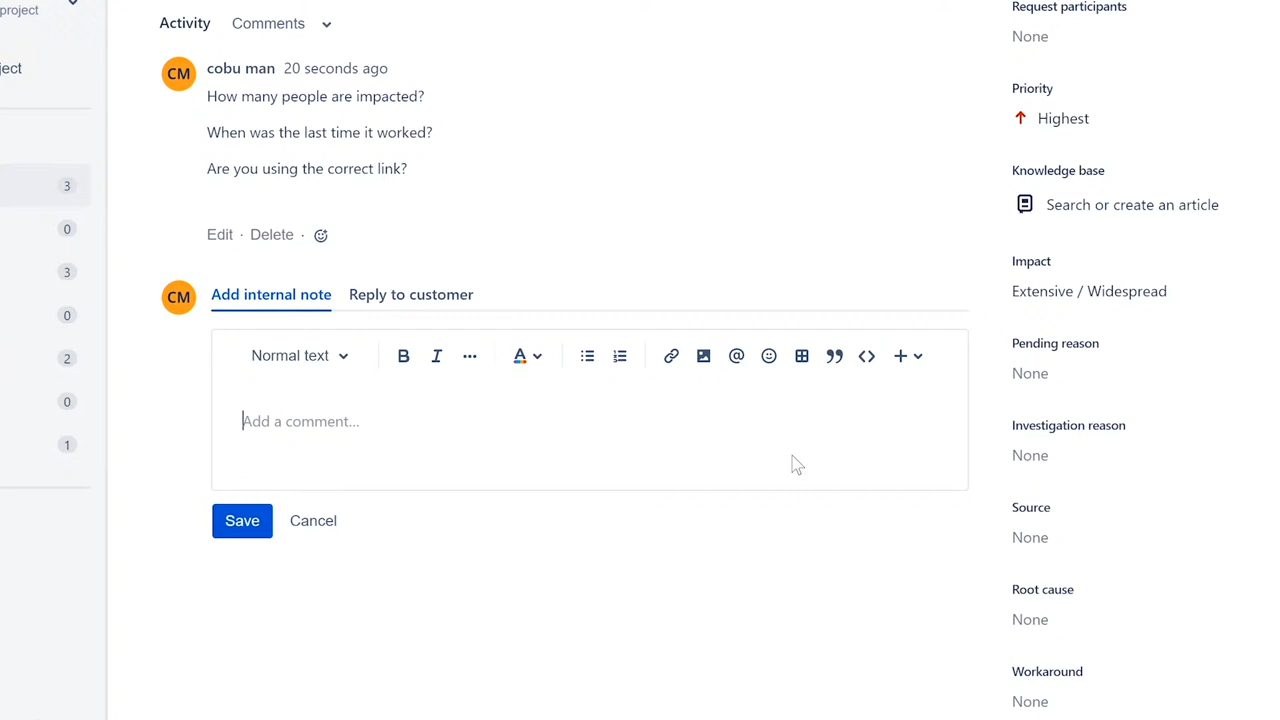 project
ject
3
0
3
0
2
0
1
Activity Comments
CM cobu man 20 seconds ago
How many people are impacted?
When was the last time it worked?
Are you using the correct link?
Edit · Delete ·
CM Add internal note Reply to customer
Normal text B I ... A @ <> +
Add a comment...
Save Cancel
Request participants
None
Priority
Highest
Knowledge base
Search or create an article
Impact
Extensive / Widespread
Pending reason
None
Investigation reason
None
Source
None
Root cause
None
Workaround
None